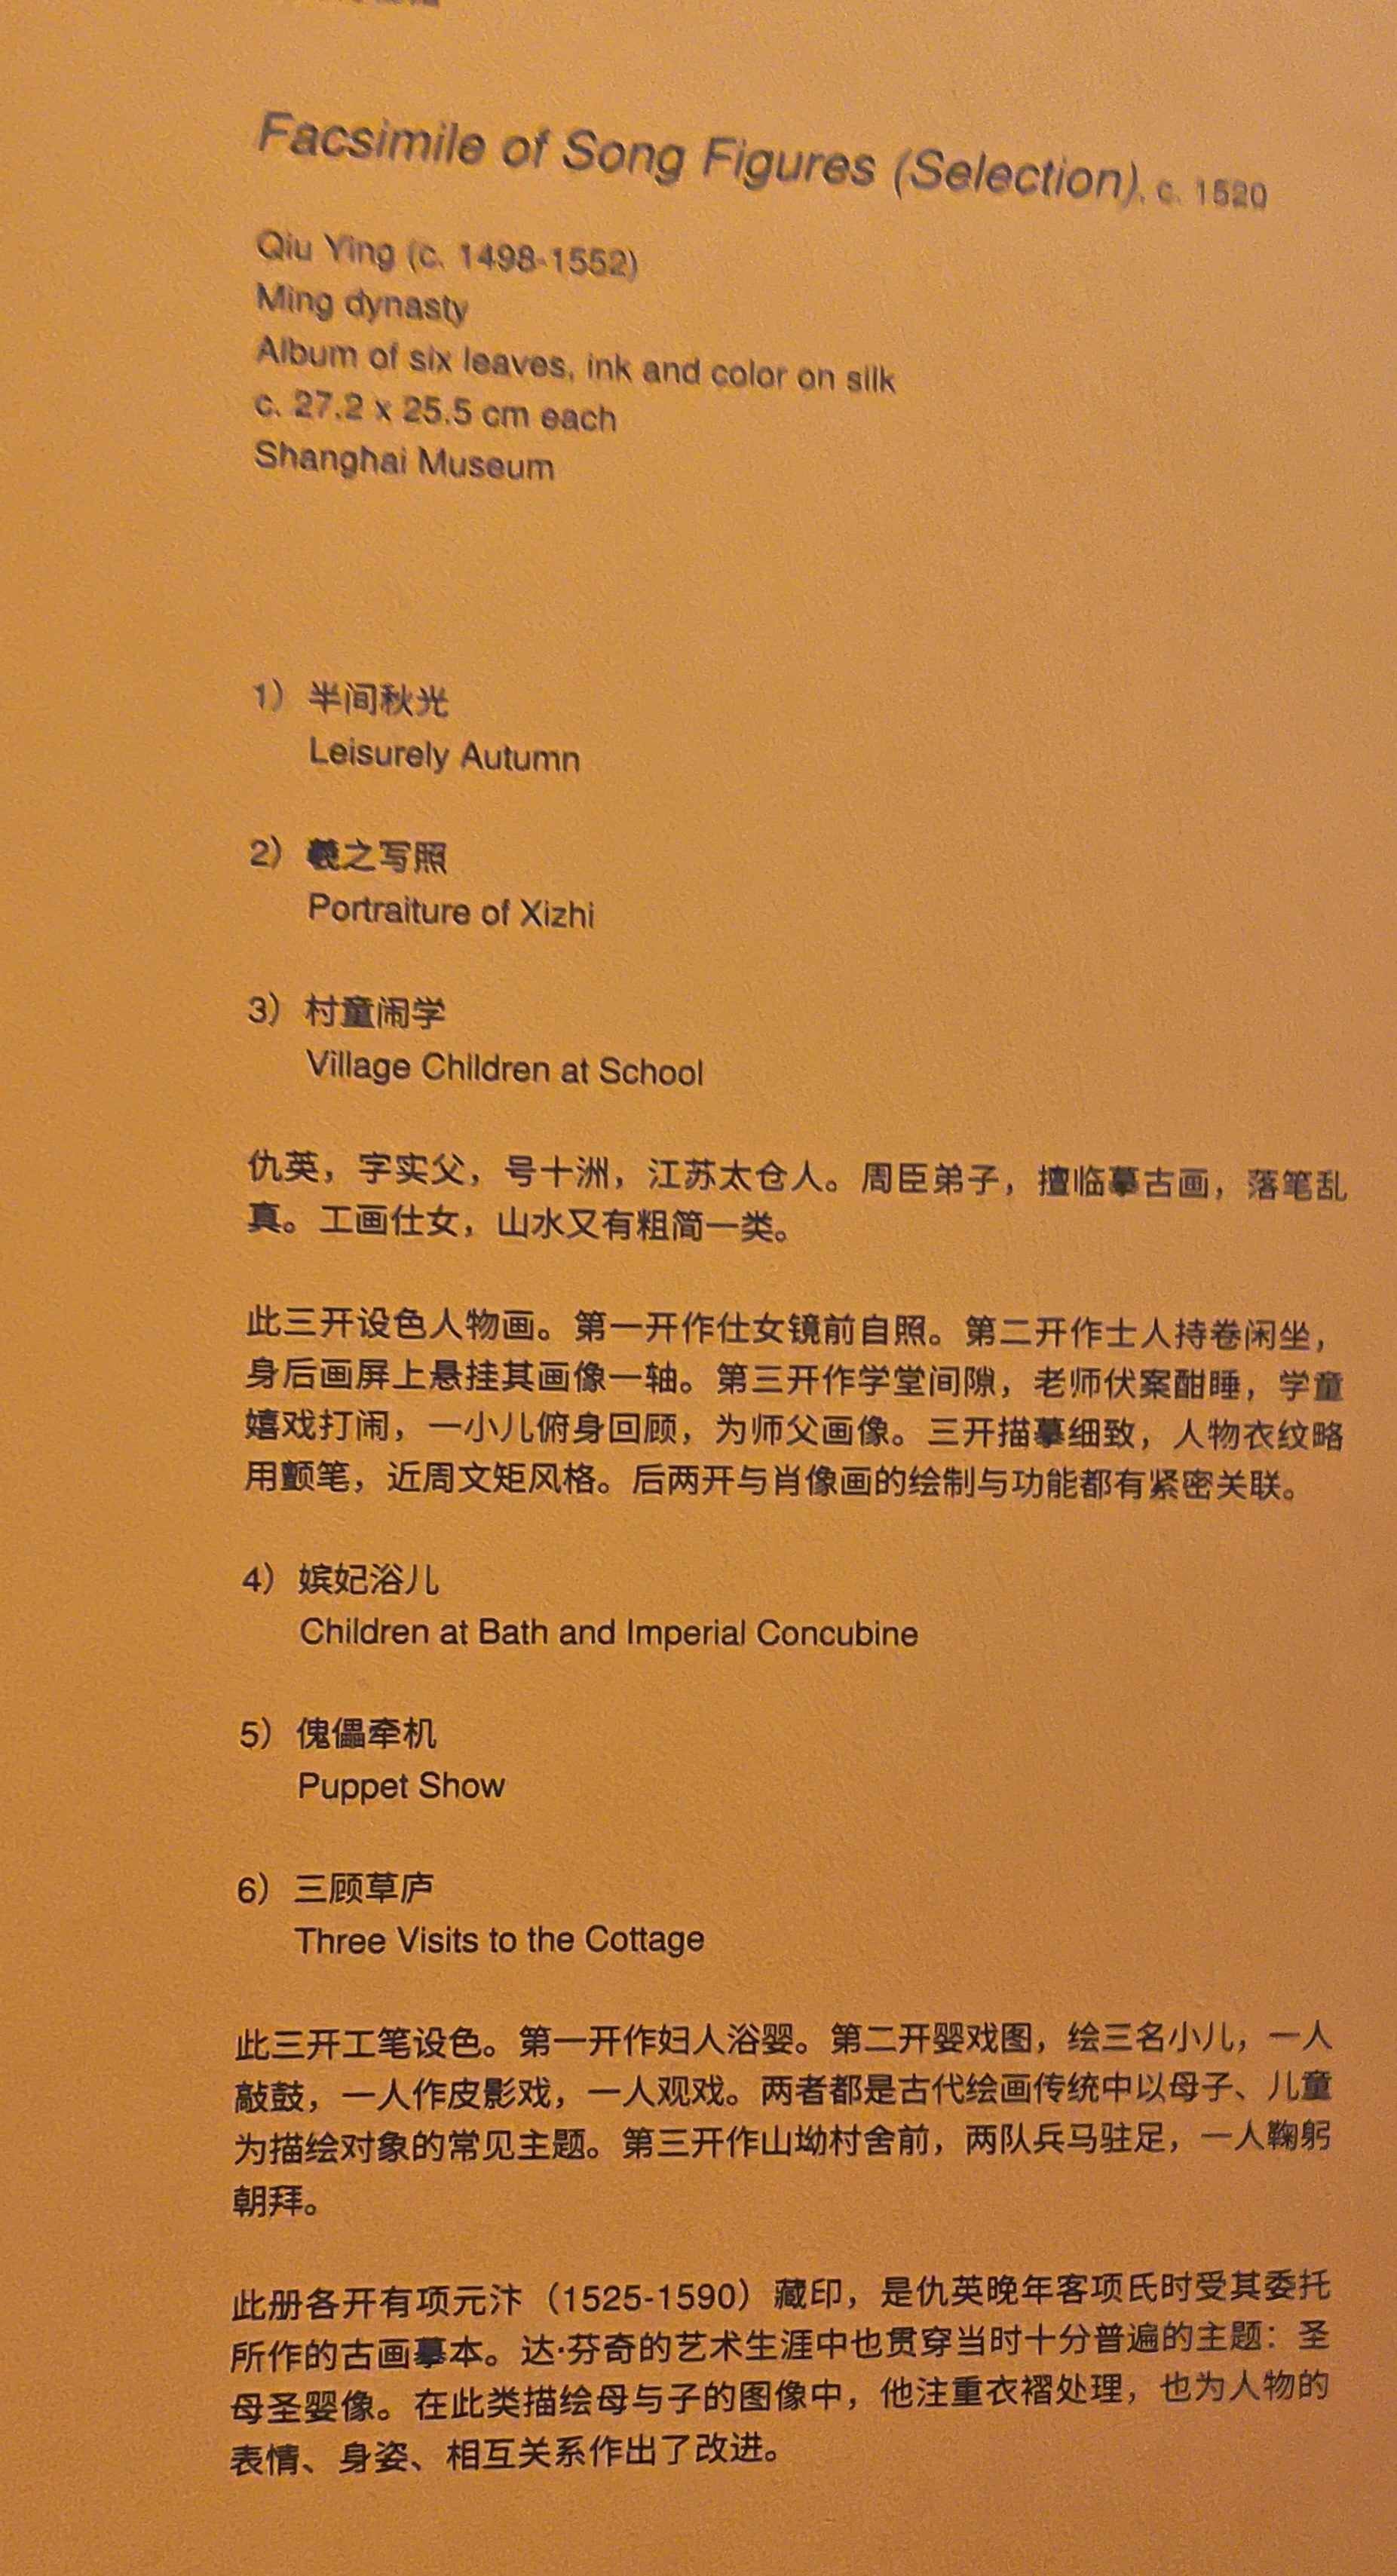 Facsimile of Song Figures (Selection), c. 1520
Qiu Ying (c. 1498-1552)
Ming dynasty
Album of six leaves, ink and color on silk
c. 27.2 x 25.5 cm each
Shanghai Museum
1) 半间秋光
Leisurely Autumn
2) 羲之写照
Portraiture of Xizhi
3) 村童闹学
Village Children at School
仇英，字实父，号十洲，江苏太仓人。周臣弟子，擅临摹古画，落笔乱
真。工画仕女，山水又有粗简一类。
此三开设色人物画。第一开作仕女镜前自照。第二开作士人持卷闲坐，
身后画屏上悬挂其画像一轴。第三开作学堂间隙，老师伏案酣睡，学童
嬉戏打闹，一小儿俯身回顾，为师父画像。三开描摹细致，人物衣纹略
用颤笔，近周文矩风格。后两开与肖像画的绘制与功能都有紧密关联。
4) 嫔妃浴儿
Children at Bath and Imperial Concubine
5) 傀儡牵机
Puppet Show
6) 三顾草庐
Three Visits to the Cottage
此三开工笔设色。第一开作妇人浴婴。第二开婴戏图，绘三名小儿，一人
敲鼓，一人作皮影戏，一人观戏。两者都是古代绘画传统中以母子、儿童
为描绘对象的常见主题。第三开作山坳村舍前，两队兵马驻足，一人鞠躬
朝拜。
此册各开有项元汴（1525-1590）藏印，是仇英晚年客项氏时受其委托
所作的古画摹本。达·芬奇的艺术生涯中也贯穿当时十分普遍的主题：圣
母圣婴像。在此类描绘母与子的图像中，他注重衣褶处理，也为人物的
表情、身姿、相互关系作出了改进。